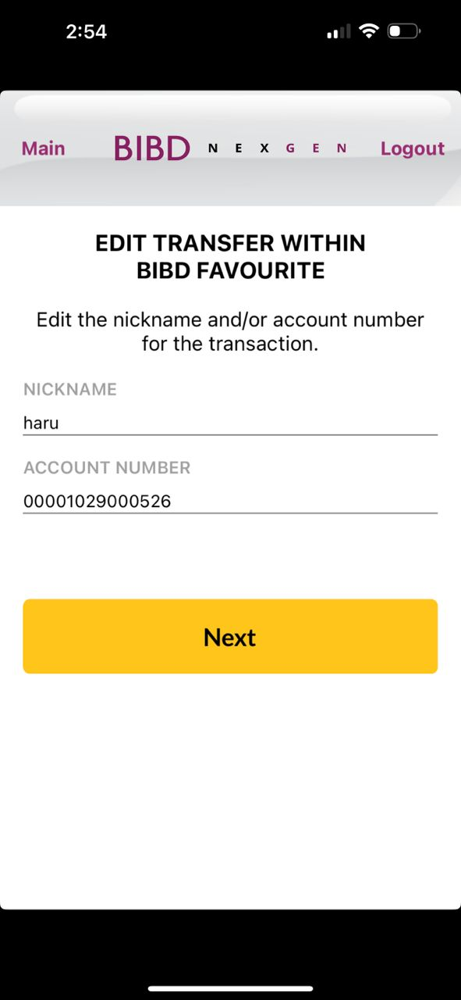 2:54
Main BIBD NEXGEN Logout
EDIT TRANSFER WITHIN
BIBD FAVOURITE
Edit the nickname and/or account number
for the transaction.
NICKNAME
haru
ACCOUNT NUMBER
00001029000526
Next